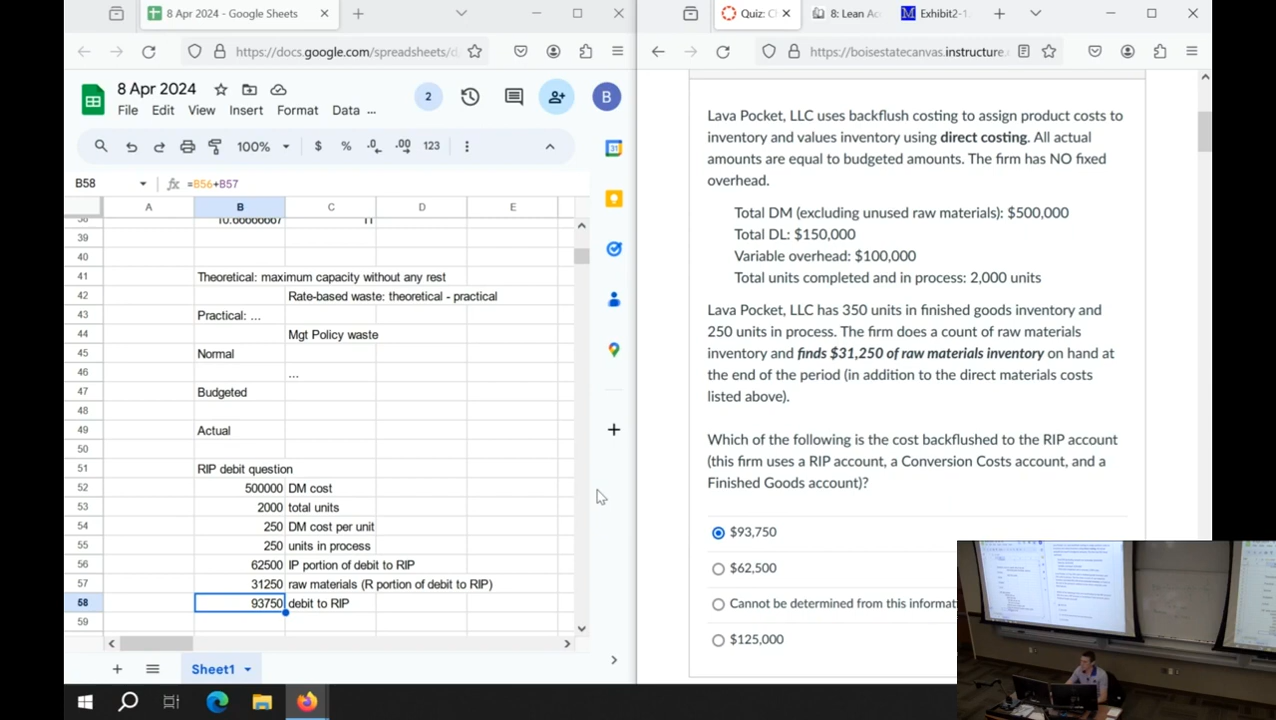 8 Apr 2024 - Google Sheets
https://docs.google.com/spreadsheets/d
8 Apr 2024
2
B
File Edit View Insert Format Data ...
100% $ % .0 .00 123
B58 fx =B56+B57
A B C D E
38 10.66666667 11
39
40
41 Theoretical: maximum capacity without any rest
42 Rate-based waste: theoretical - practical
43 Practical: ...
44 Mgt Policy waste
45 Normal
46 ...
47 Budgeted
48
49 Actual
50
51 RIP debit question
52 500000 DM cost
53 2000 total units
54 250 DM cost per unit
55 250 units in process
56 62500 IP portion of debit to RIP
57 31250 raw materials (R portion of debit to RIP)
58 93750 debit to RIP
59
Sheet1
31
Quiz: C
8: Lean Ac
Exhibit2-1.
https://boisestatecanvas.instructure.
Lava Pocket, LLC uses backflush costing to assign product costs to
inventory and values inventory using direct costing. All actual
amounts are equal to budgeted amounts. The firm has NO fixed
overhead.
Total DM (excluding unused raw materials): $500,000
Total DL: $150,000
Variable overhead: $100,000
Total units completed and in process: 2,000 units
Lava Pocket, LLC has 350 units in finished goods inventory and
250 units in process. The firm does a count of raw materials
inventory and finds $31,250 of raw materials inventory on hand at
the end of the period (in addition to the direct materials costs
listed above).
Which of the following is the cost backflushed to the RIP account
(this firm uses a RIP account, a Conversion Costs account, and a
Finished Goods account)?
$93,750
$62,500
Cannot be determined from this informat
$125,000